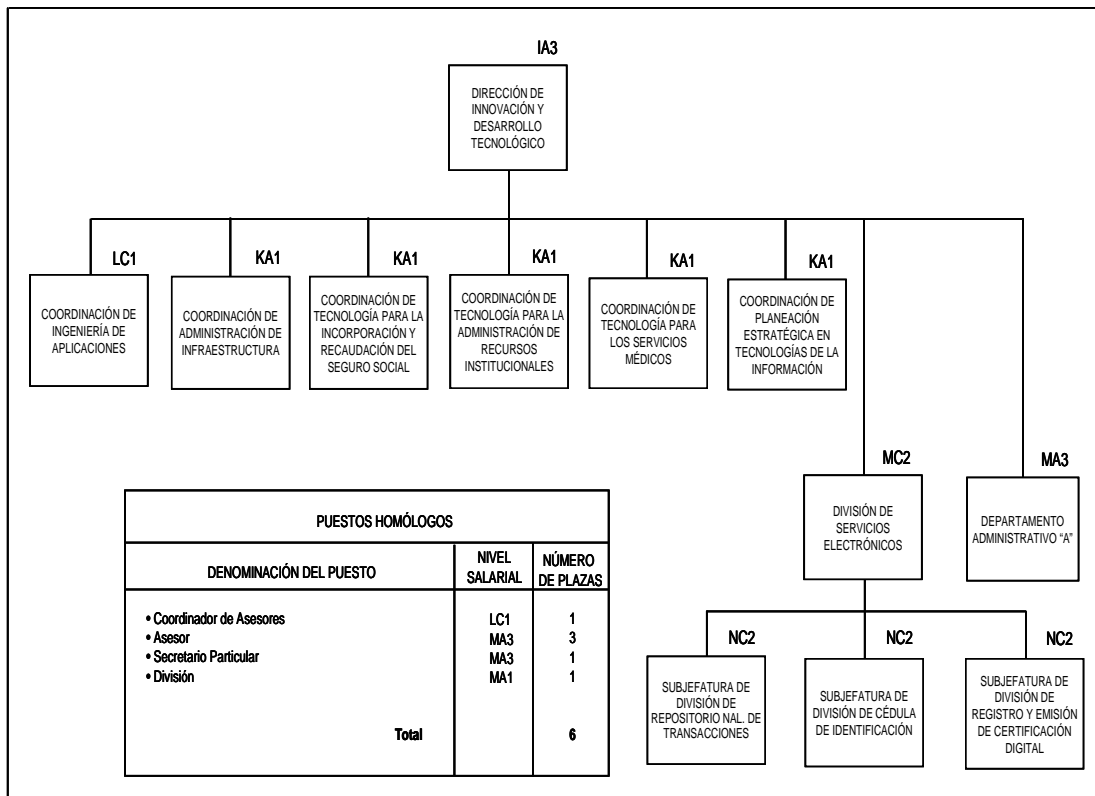 IA3
DIRECCIÓN DE
INNOVACIÓN Y
DESARROLLO
TECNOLÓGICO
LC1
COORDINACIÓN DE
INGENIERÍA DE
APLICACIONES
KA1
COORDINACIÓN DE
ADMINISTRACIÓN DE
INFRAESTRUCTURA
KA1
COORDINACIÓN DE
TECNOLOGÍA PARA LA
INCORPORACIÓN Y
RECAUDACIÓN DEL
SEGURO SOCIAL
KA1
COORDINACIÓN DE
TECNOLOGÍA PARA LA
ADMINISTRACIÓN DE
RECURSOS
INSTITUCIONALES
KA1
COORDINACIÓN DE
TECNOLOGÍA PARA
LOS SERVICIOS
MÉDICOS
KA1
COORDINACIÓN DE
PLANEACIÓN
ESTRATÉGICA EN
TECNOLOGÍAS DE LA
INFORMACIÓN
MC2
DIVISIÓN DE
SERVICIOS
ELECTRÓNICOS
MA3
DEPARTAMENTO
ADMINISTRATIVO “A”
NC2
SUBJEFATURA DE
DIVISIÓN DE
REPOSITORIO NAL. DE
TRANSACCIONES
NC2
SUBJEFATURA DE
DIVISIÓN DE CÉDULA
DE IDENTIFICACIÓN
NC2
SUBJEFATURA DE
DIVISIÓN DE
REGISTRO Y EMISIÓN
DE CERTIFICACIÓN
DIGITAL
PUESTOS HOMÓLOGOS
DENOMINACIÓN DEL PUESTO NIVEL SALARIAL NÚMERO DE PLAZAS
• Coordinador de Asesores LC1 1
• Asesor MA3 3
• Secretario Particular MA3 1
• División MA1 1
Total 6